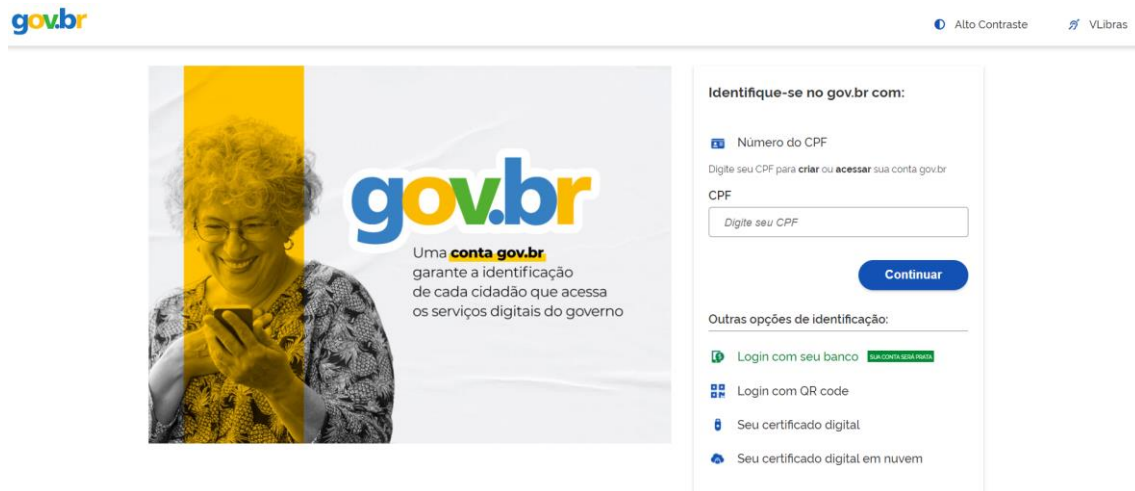 gov.br
Alto Contraste
VLibras
gov.br
Uma conta gov.br
garante a identificação
de cada cidadão que acessa
os serviços digitais do governo
Identifique-se no gov.br com:
Número do CPF
Digite seu CPF para criar ou acessar sua conta gov.br
CPF
Digite seu CPF
Continuar
Outras opções de identificação:
Login com seu banco SUA CONTA SERÁ PRATA
Login com QR code
Seu certificado digital
Seu certificado digital em nuvem